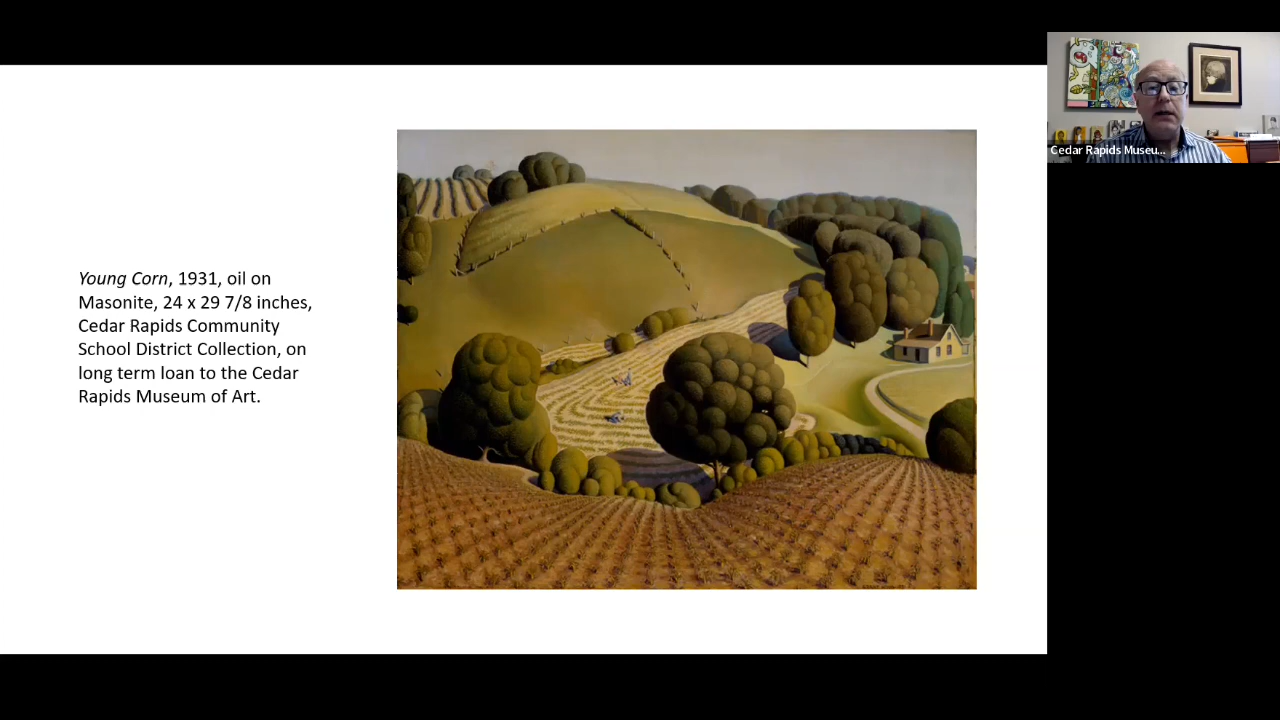 Young Corn, 1931, oil on
Masonite, 24 x 29 7/8 inches,
Cedar Rapids Community
School District Collection, on
long term loan to the Cedar
Rapids Museum of Art.
Cedar Rapids Museu...